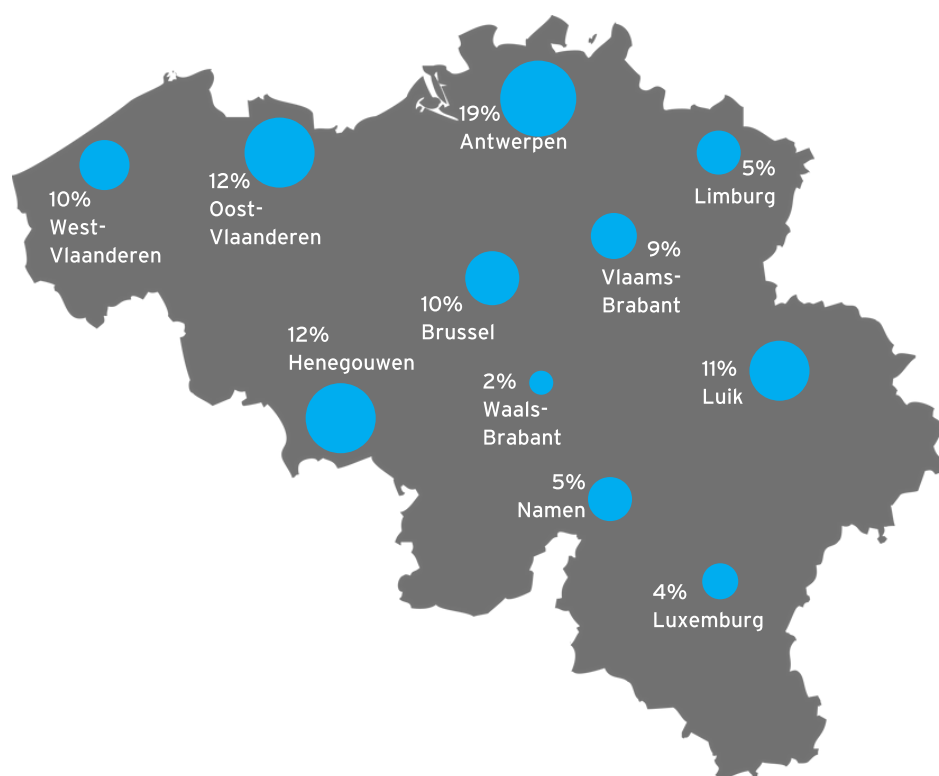 19%
Antwerpen
10%
West-
Vlaanderen
12%
Oost-
Vlaanderen
5%
Limburg
9%
Vlaams-
Brabant
10%
Brussel
12%
Henegouwen
2%
Waals-
Brabant
11%
Luik
5%
Namen
4%
Luxemburg